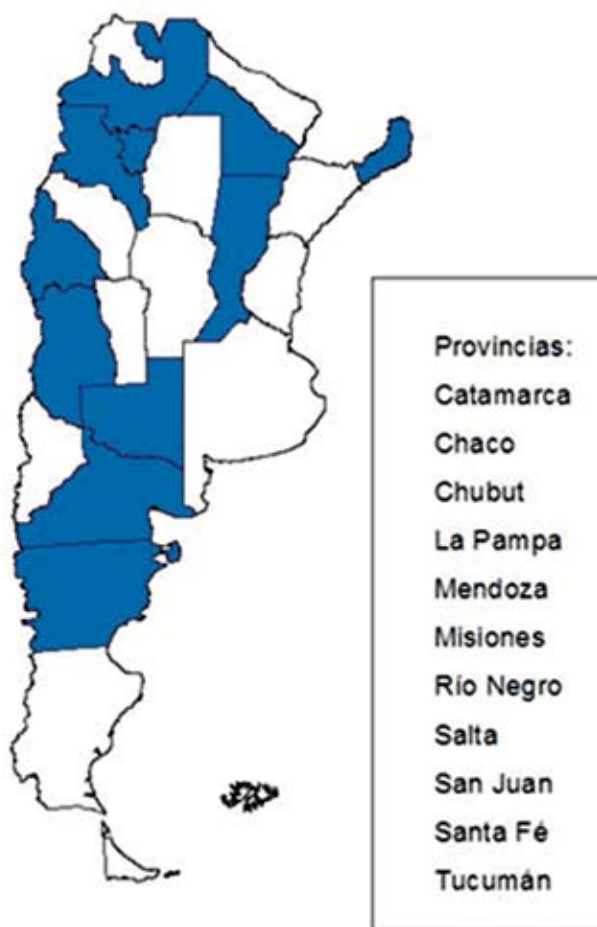 Provincias:
Catamarca
Chaco
Chubut
La Pampa
Mendoza
Misiones
Río Negro
Salta
San Juan
Santa Fé
Tucumán